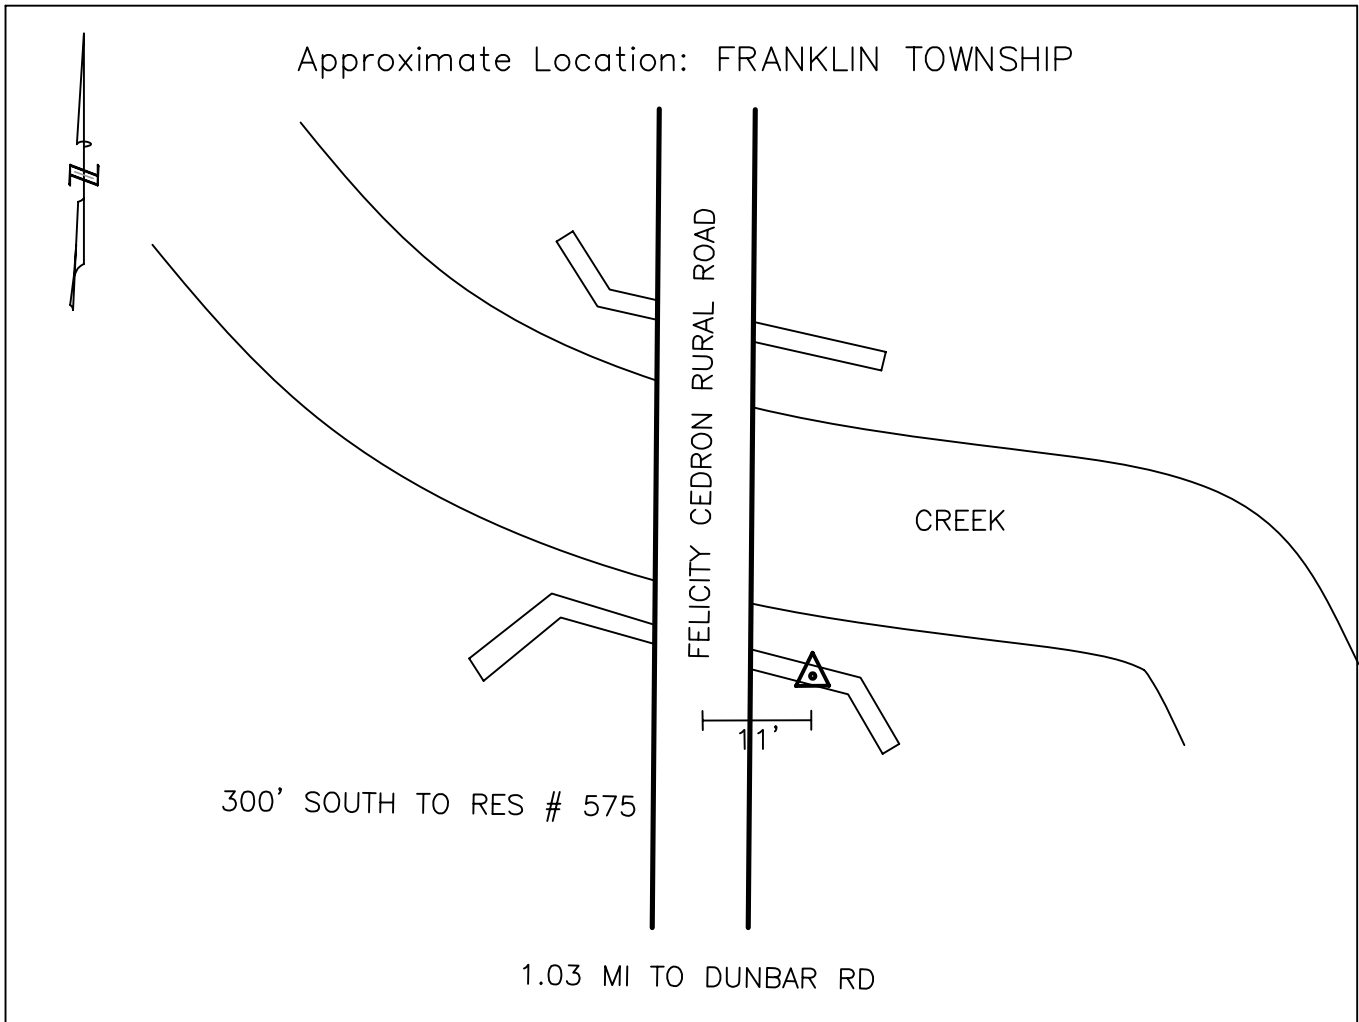 Approximate Location: FRANKLIN TOWNSHIP
N
FELICITY CEDRON RURAL ROAD
CREEK
11'
300' SOUTH TO RES # 575
1.03 MI TO DUNBAR RD